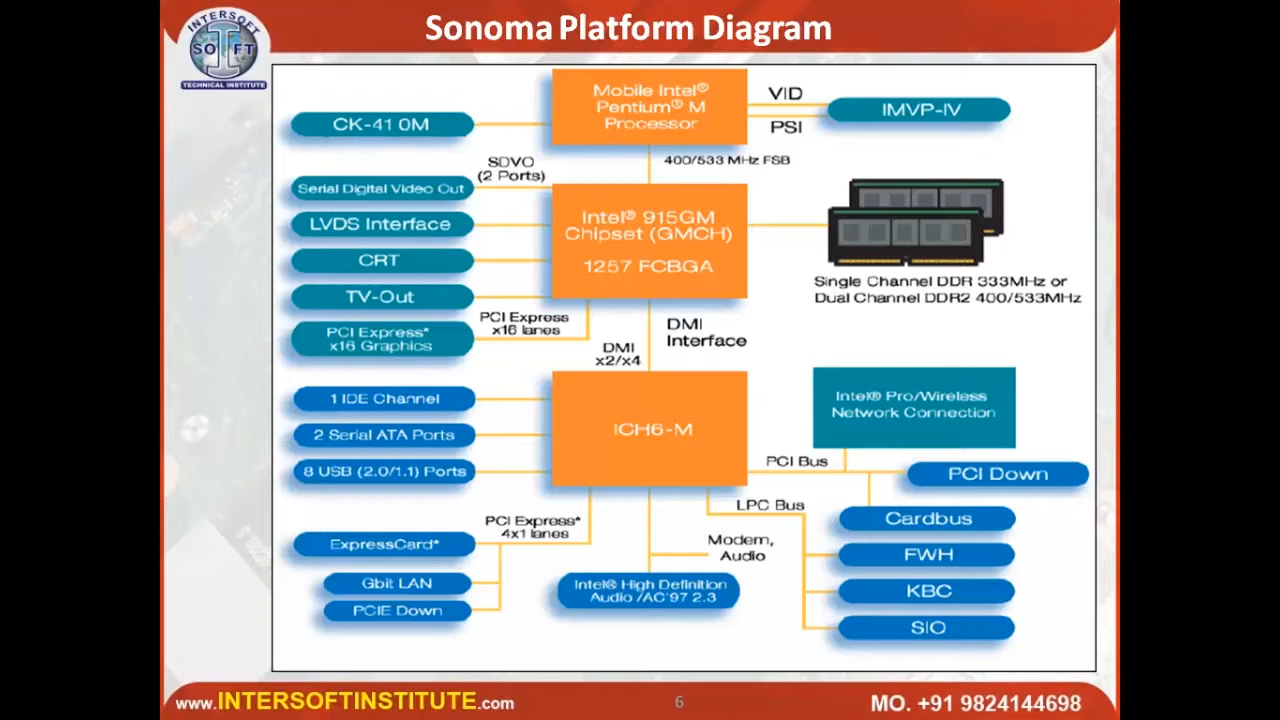 Sonoma Platform Diagram
INTERSOFT
SOFT
TECHNICAL INSTITUTE
Mobile Intel®
Pentium® M
Processor
VID
PSI
IMVP-IV
CK-410M
400/533 MHz FSB
SDVO
(2 Ports)
Serial Digital Video Out
LVDS Interface
CRT
TV-Out
PCI Express*
x16 Graphics
Intel® 915GM
Chipset (GMCH)
1257 FCBGA
Single Channel DDR 333MHz or
Dual Channel DDR2 400/533MHz
PCI Express
x16 lanes
DMI
Interface
DMI
x2/x4
1 IDE Channel
2 Serial ATA Ports
8 USB (2.0/1.1) Ports
ICH6-M
Intel® Pro/Wireless
Network Connection
PCI Bus
PCI Down
LPC Bus
Cardbus
FWH
KBC
SIO
PCI Express*
4x1 lanes
ExpressCard*
Gbit LAN
PCIE Down
Modem,
Audio
Intel® High Definition
Audio /AC'97 2.3
www.INTERSOFTINSTITUTE.com
6
MO. +91 9824144698